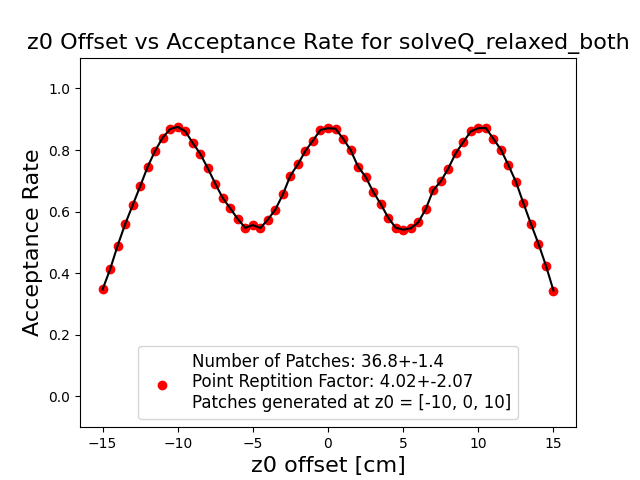 z0 Offset vs Acceptance Rate for solveQ_relaxed_both
1.0
0.8
0.6
0.4
0.2
0.0
Acceptance Rate
Number of Patches: 36.8+-1.4
Point Reptition Factor: 4.02+-2.07
Patches generated at z0 = [-10, 0, 10]
−15 −10 −5 0 5 10 15
z0 offset [cm]